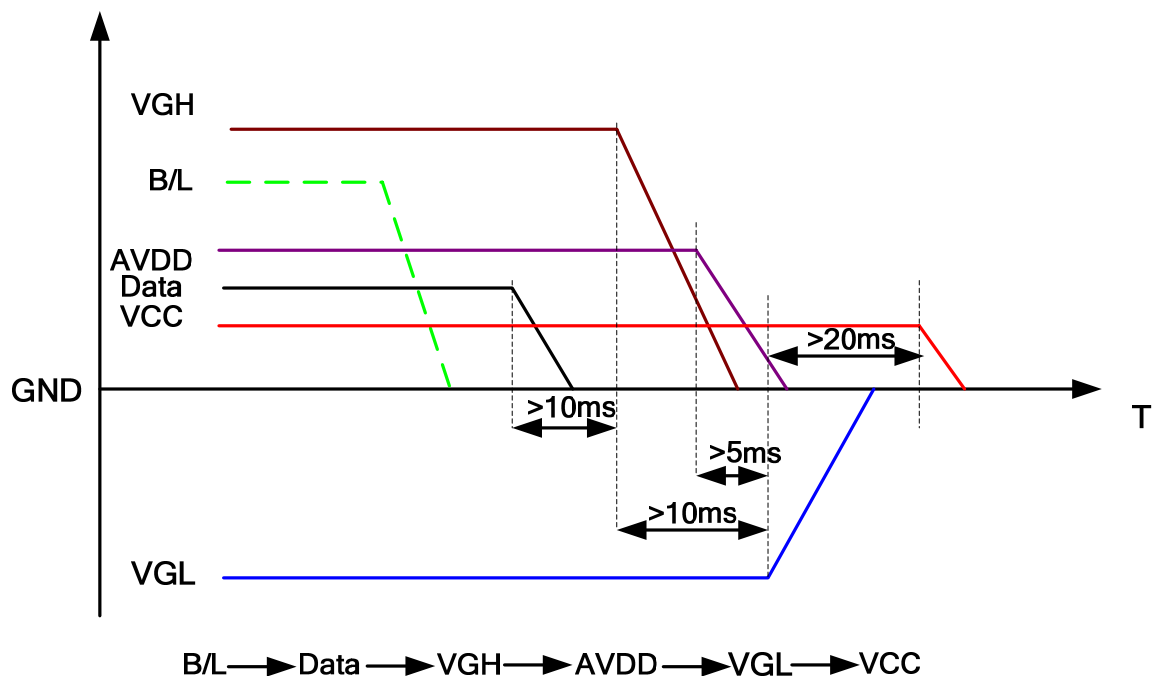 VGH
B/L
AVDD
Data
VCC
>20ms
GND
>10ms
T
>5ms
>10ms
VGL
B/L Data VGH AVDD VGL VCC